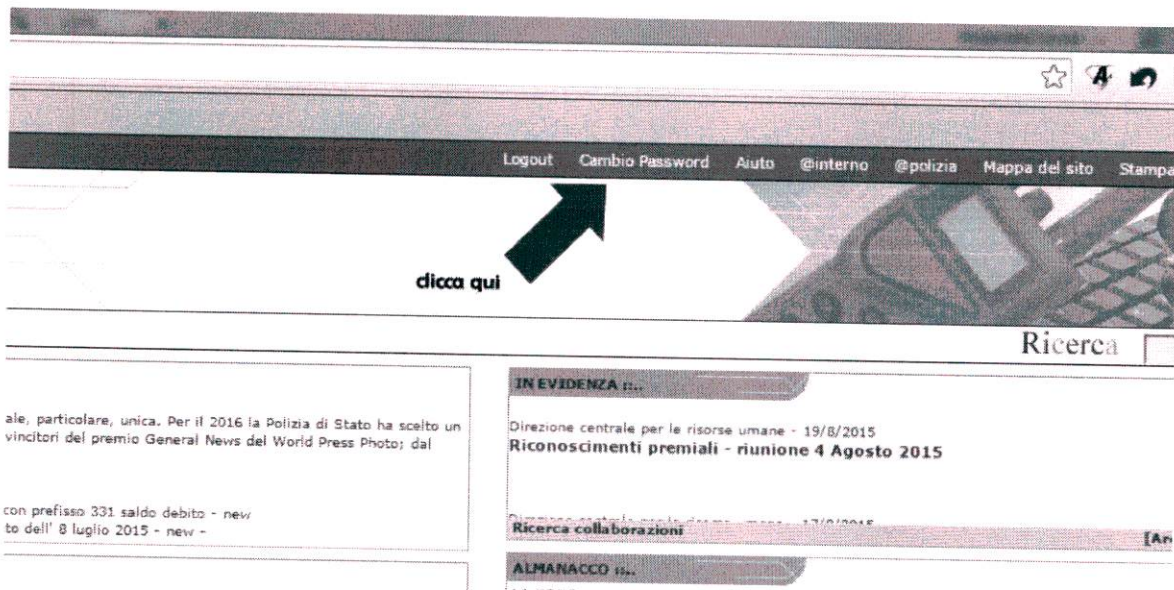 Logout Cambio Password Aiuto @interno @polizia Mappa del sito Stampa
clicca qui
Ricerca
ale, particolare, unica. Per il 2016 la Polizia di Stato ha scelto un
vincitori del premio General News del World Press Photo; dal
con prefisso 331 saldo debito - new
to dell' 8 luglio 2015 - new -
IN EVIDENZA ::..
Direzione centrale per le risorse umane - 19/8/2015
Riconoscimenti premiali - riunione 4 Agosto 2015
Ricerca collaborazioni [Ar
ALMANACCO ::..